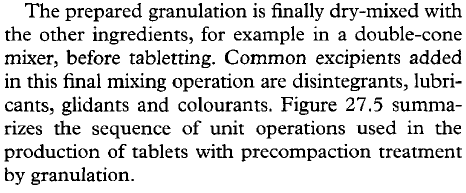 The prepared granulation is finally dry-mixed with
the other ingredients, for example in a double-cone
mixer, before tabletting. Common excipients added
in this final mixing operation are disintegrants, lubri-
cants, glidants and colourants. Figure 27.5 summa-
rizes the sequence of unit operations used in the
production of tablets with precompaction treatment
by granulation.